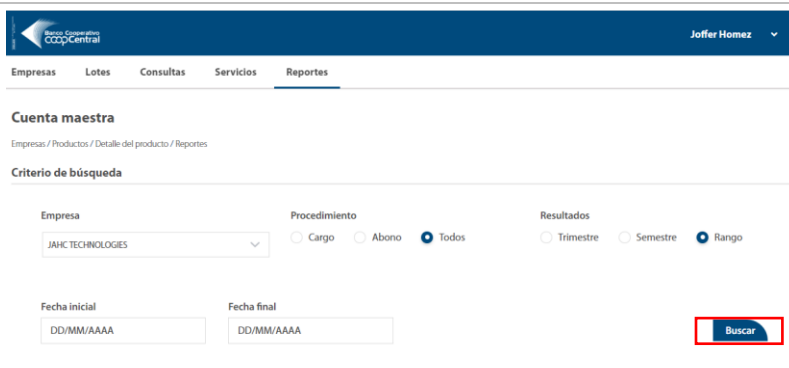 Banco Cooperativo
COOPCentral
Joffer Homez
Empresas Lotes Consultas Servicios Reportes
Cuenta maestra
Empresas / Productos / Detalle del producto / Reportes
Criterio de búsqueda
Empresa Procedimiento Resultados
JAHC TECHNOLOGIES Cargo Abono Todos Trimestre Semestre Rango
Fecha inicial Fecha final
DD/MM/AAAA DD/MM/AAAA Buscar